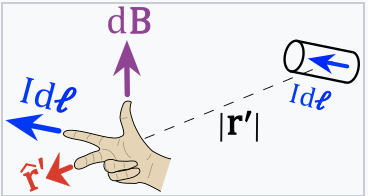 d𝐁
Id𝓵
Id𝓵
|𝐫′|
𝐫̂′